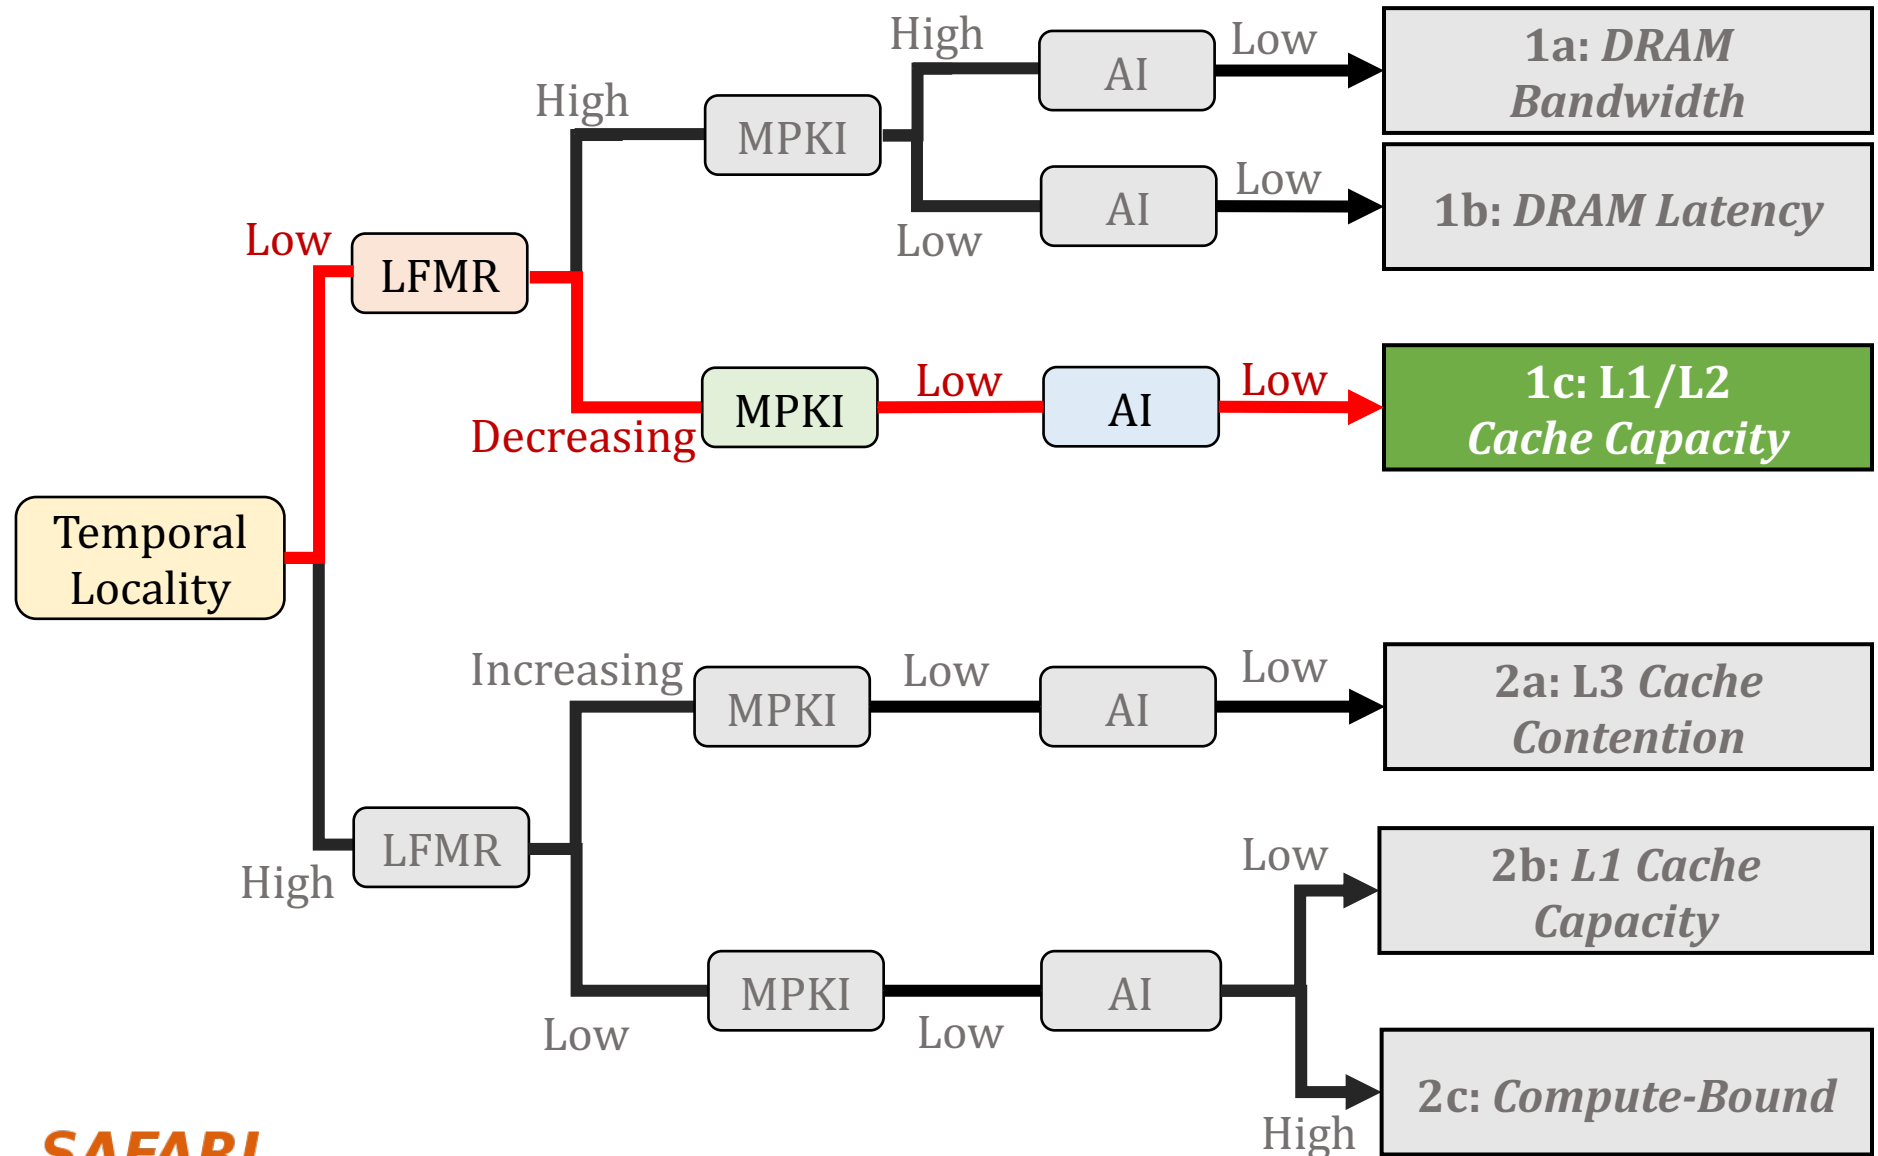 High
AI
Low
1a: DRAM
Bandwidth
High
MPKI
Low
AI
Low
1b: DRAM Latency
Low
LFMR
Decreasing
MPKI
Low
AI
Low
1c: L1/L2
Cache Capacity
Temporal
Locality
Increasing
MPKI
Low
AI
Low
2a: L3 Cache
Contention
High
LFMR
Low
MPKI
Low
AI
Low
2b: L1 Cache
Capacity
High
2c: Compute-Bound
SAFARI